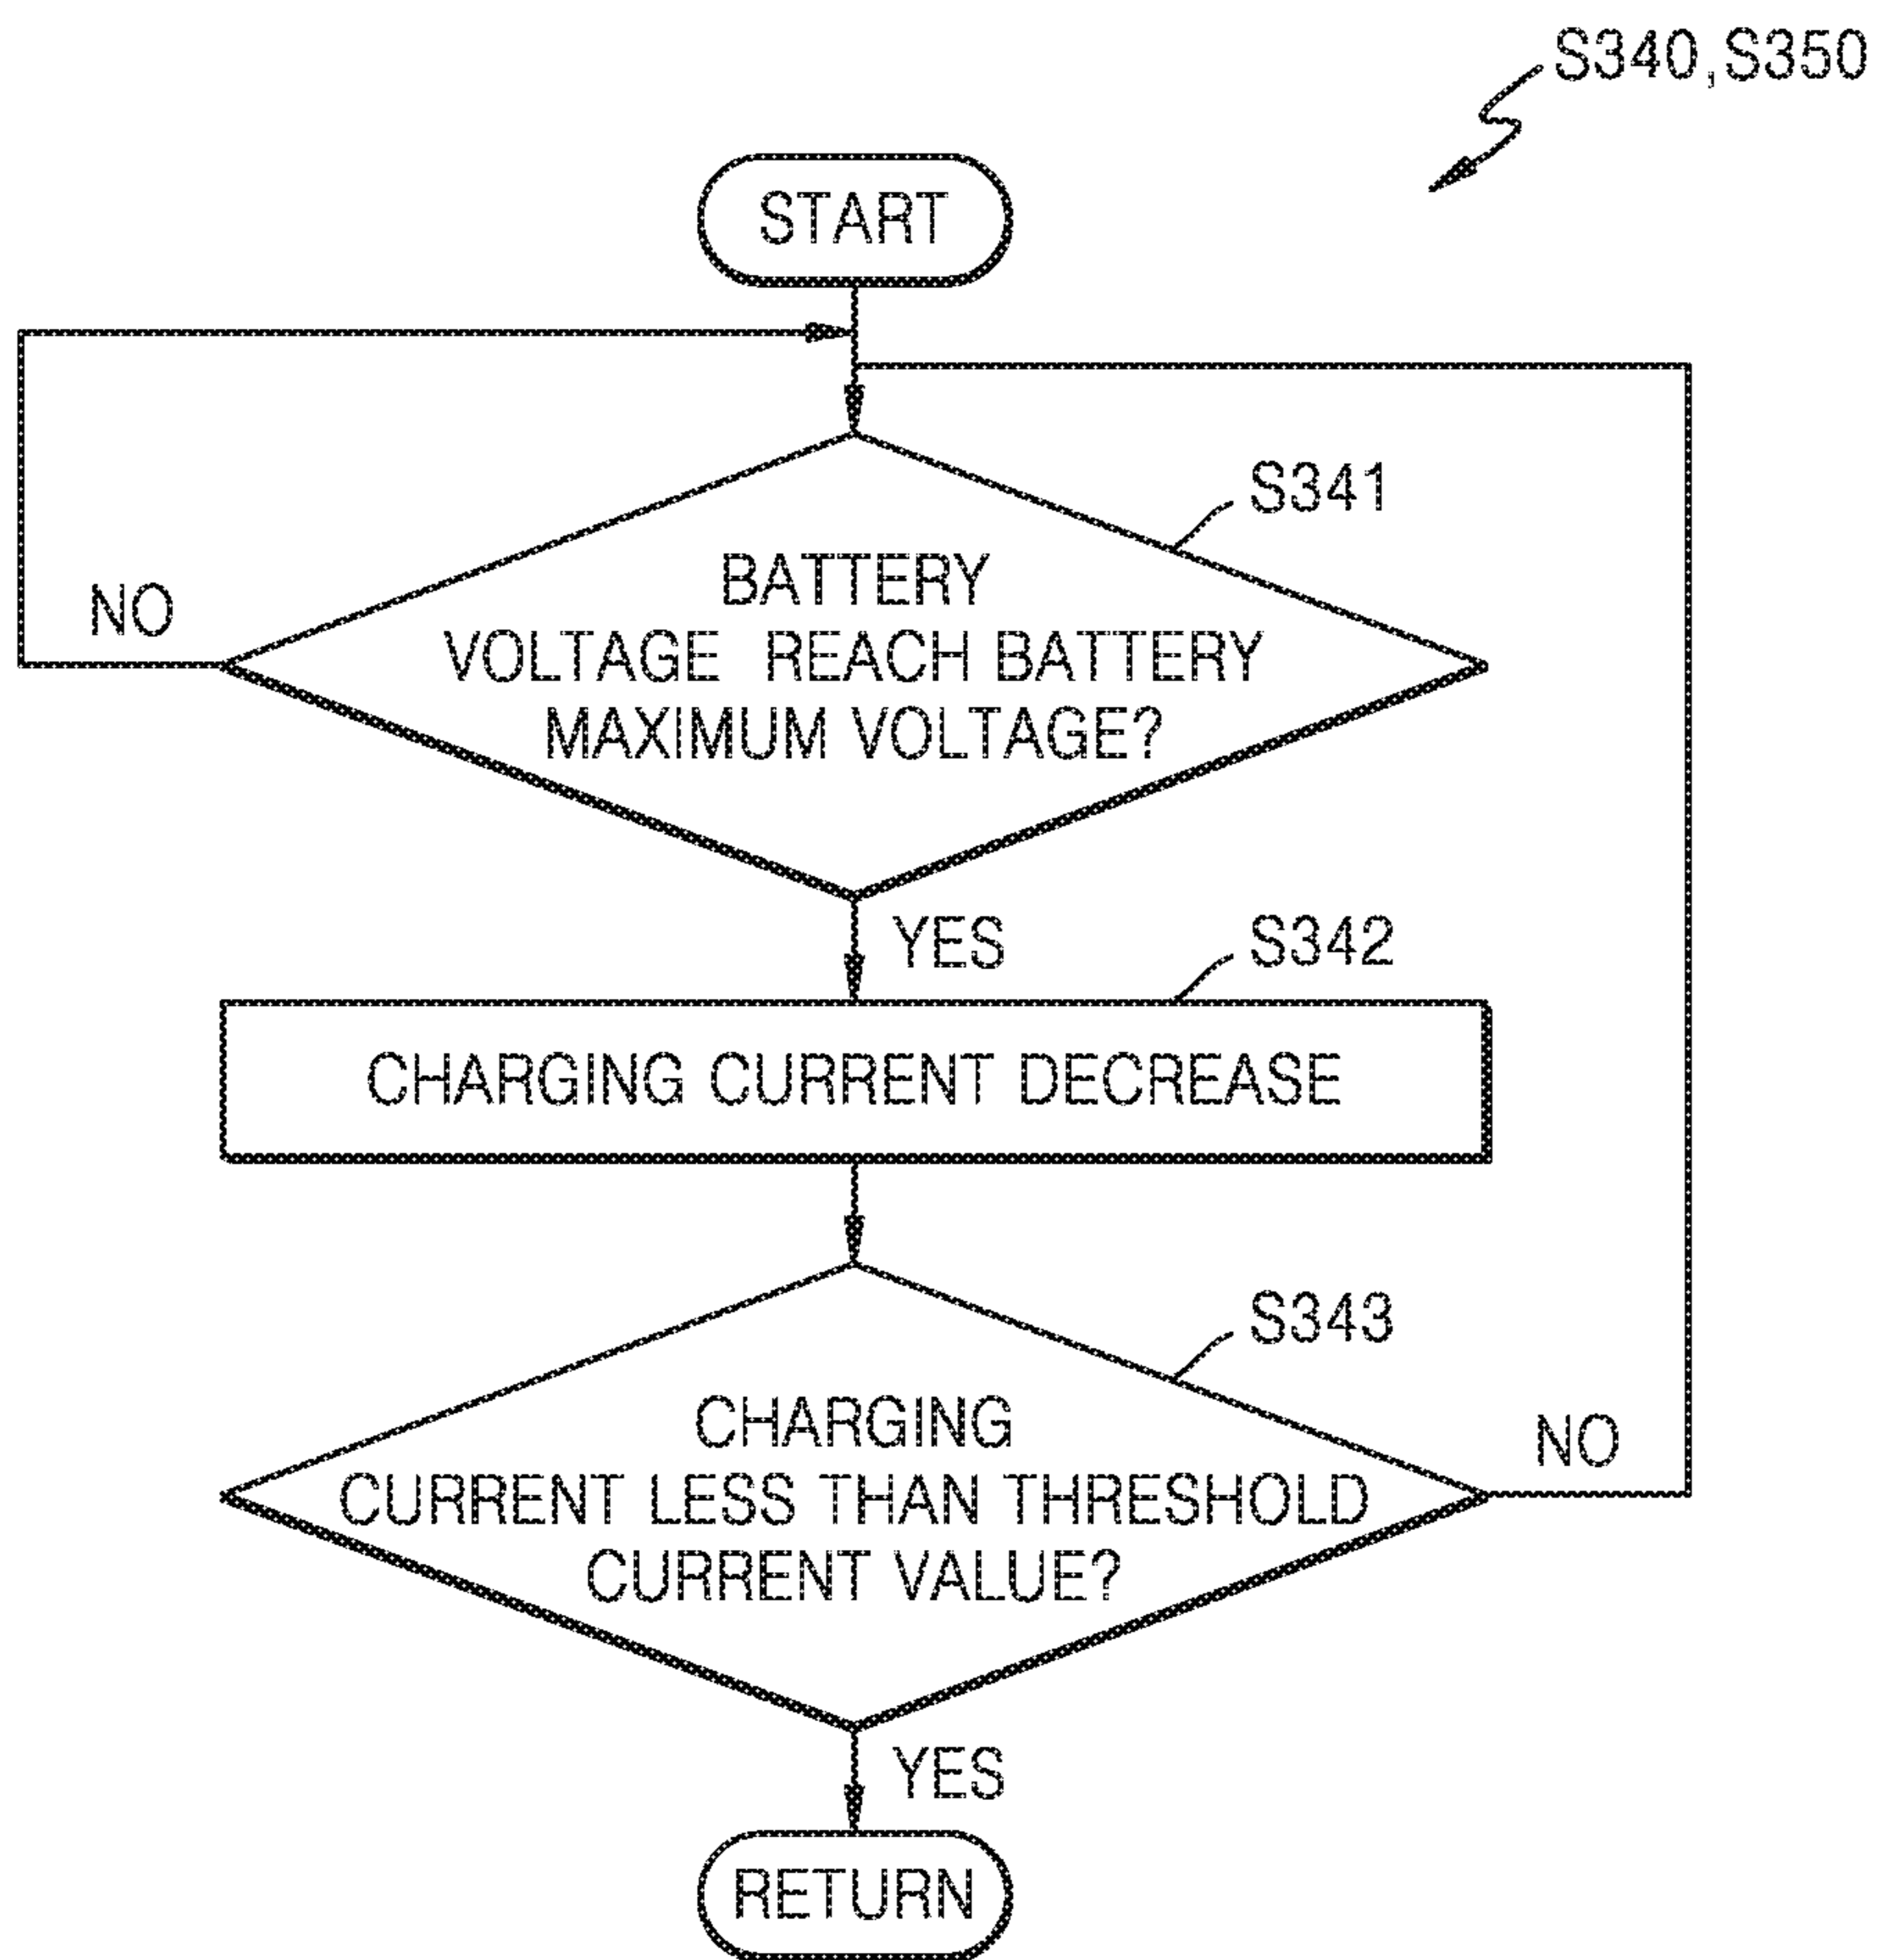 S340,S350
START
S341
BATTERY
VOLTAGE REACH BATTERY
MAXIMUM VOLTAGE?
NO
YES
S342
CHARGING CURRENT DECREASE
S343
CHARGING
CURRENT LESS THAN THRESHOLD
CURRENT VALUE?
NO
YES
RETURN